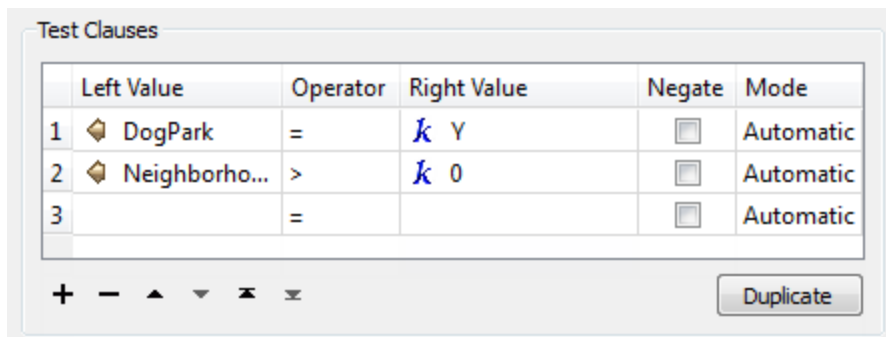 Test Clauses
Left Value Operator Right Value Negate Mode
1 DogPark = k Y Automatic
2 Neighborho... > k 0 Automatic
3 = Automatic
Duplicate